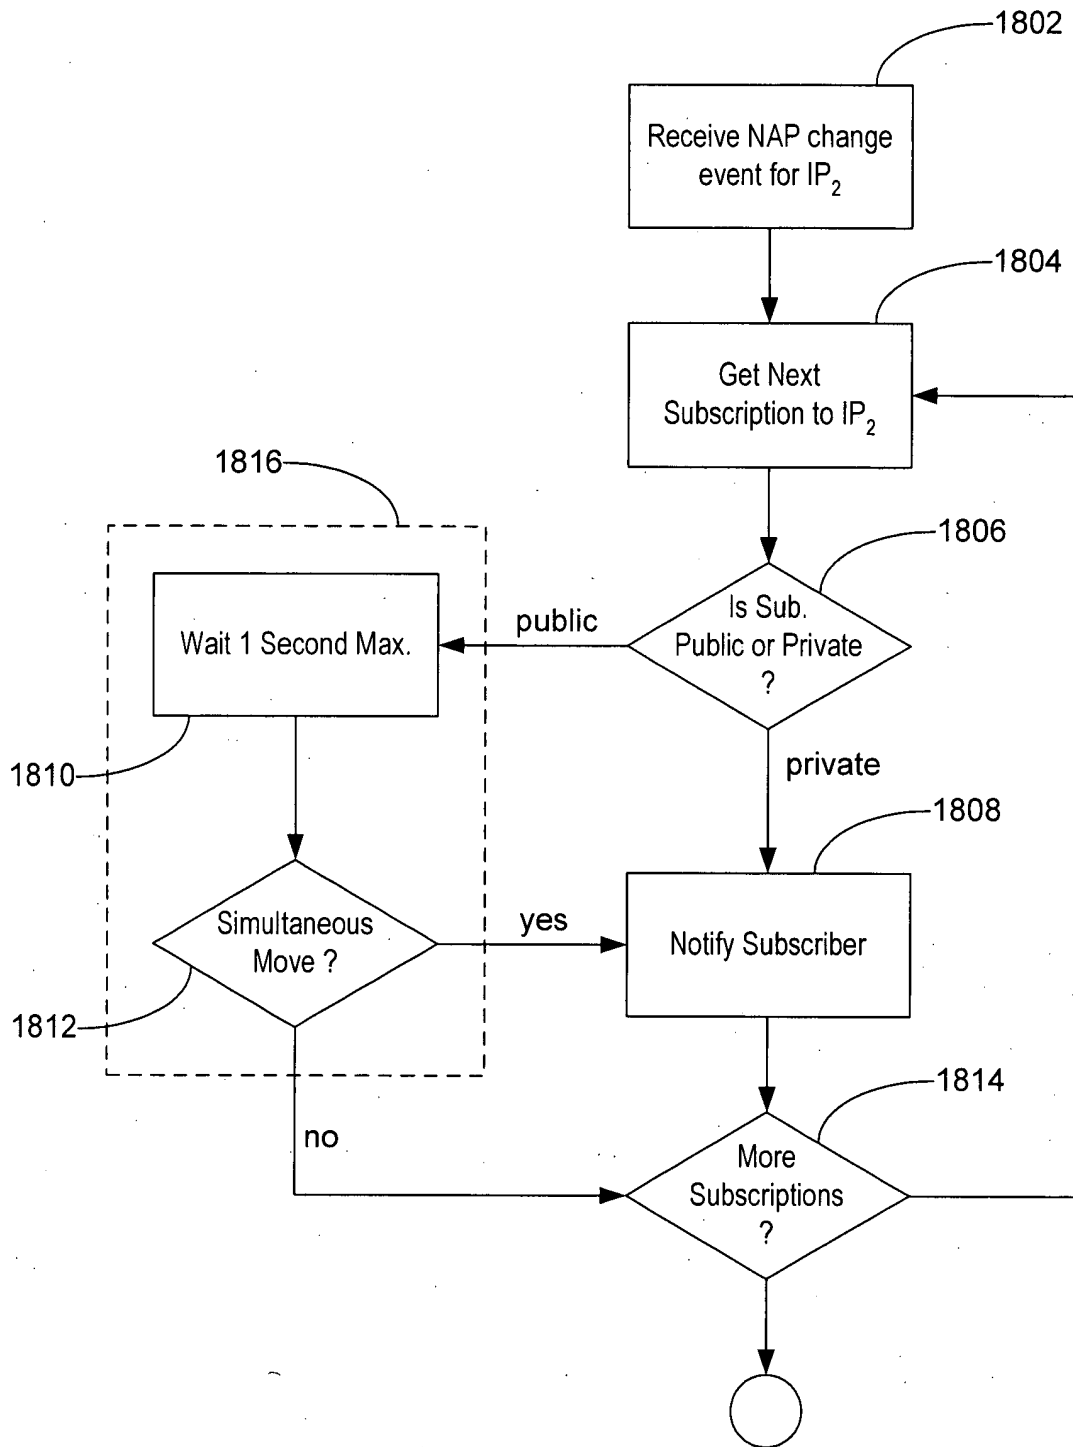 1802
Receive NAP change
event for IP₂
1804
Get Next
Subscription to IP₂
1816
1806
Is Sub.
Public or Private
?
public
Wait 1 Second Max.
1810
private
1808
Simultaneous
Move ?
yes
Notify Subscriber
1812
1814
no
More
Subscriptions
?